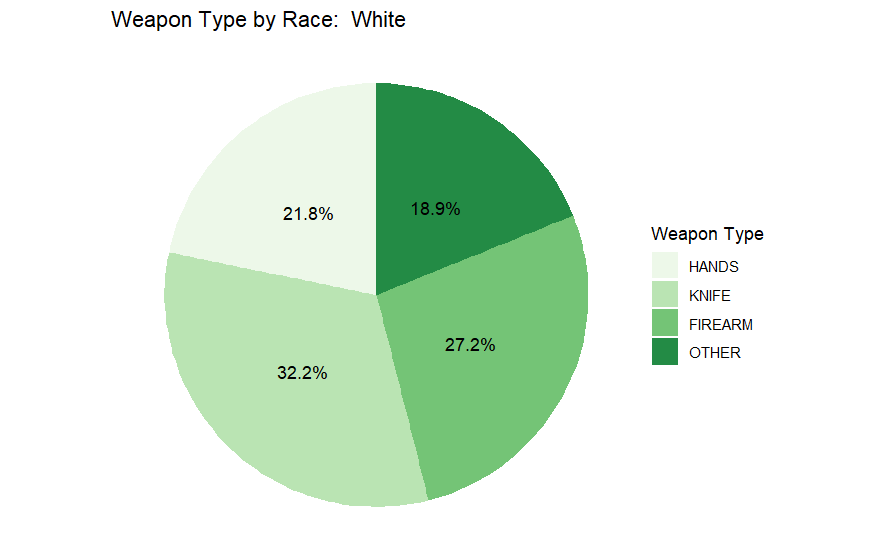 Weapon Type by Race:  White
21.8%
18.9%
27.2%
32.2%
Weapon Type
HANDS
KNIFE
FIREARM
OTHER